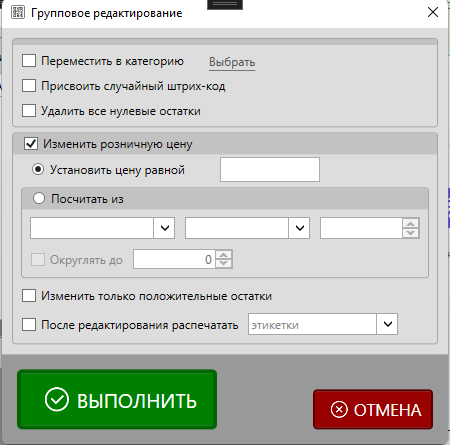 Групповое редактирование
Переместить в категорию Выбрать
Присвоить случайный штрих-код
Удалить все нулевые остатки
Изменить розничную цену
Установить цену равной
Посчитать из
Округлять до 0
Изменить только положительные остатки
После редактирования распечатать этикетки
ВЫПОЛНИТЬ
ОТМЕНА